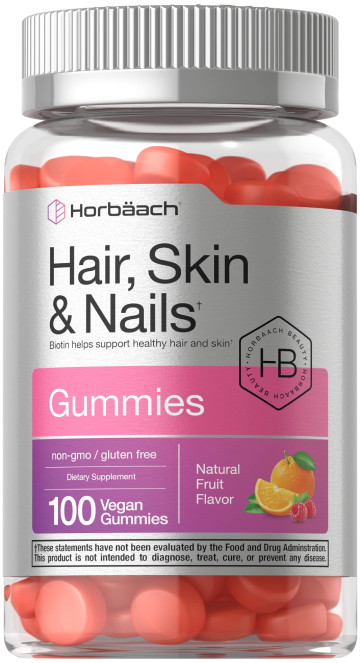 Horbäach
Hair, Skin
& Nails†
Biotin helps support healthy hair and skin†
HORBAACH BEAUTY • HORBAACH BEAUTY •
HB
Gummies
non-gmo / gluten free
Dietary Supplement
100 Vegan
Gummies
Natural
Fruit
Flavor
†These statements have not been evaluated by the Food and Drug Adminstration.
This product is not intended to diagnose, treat, cure, or prevent any disease.